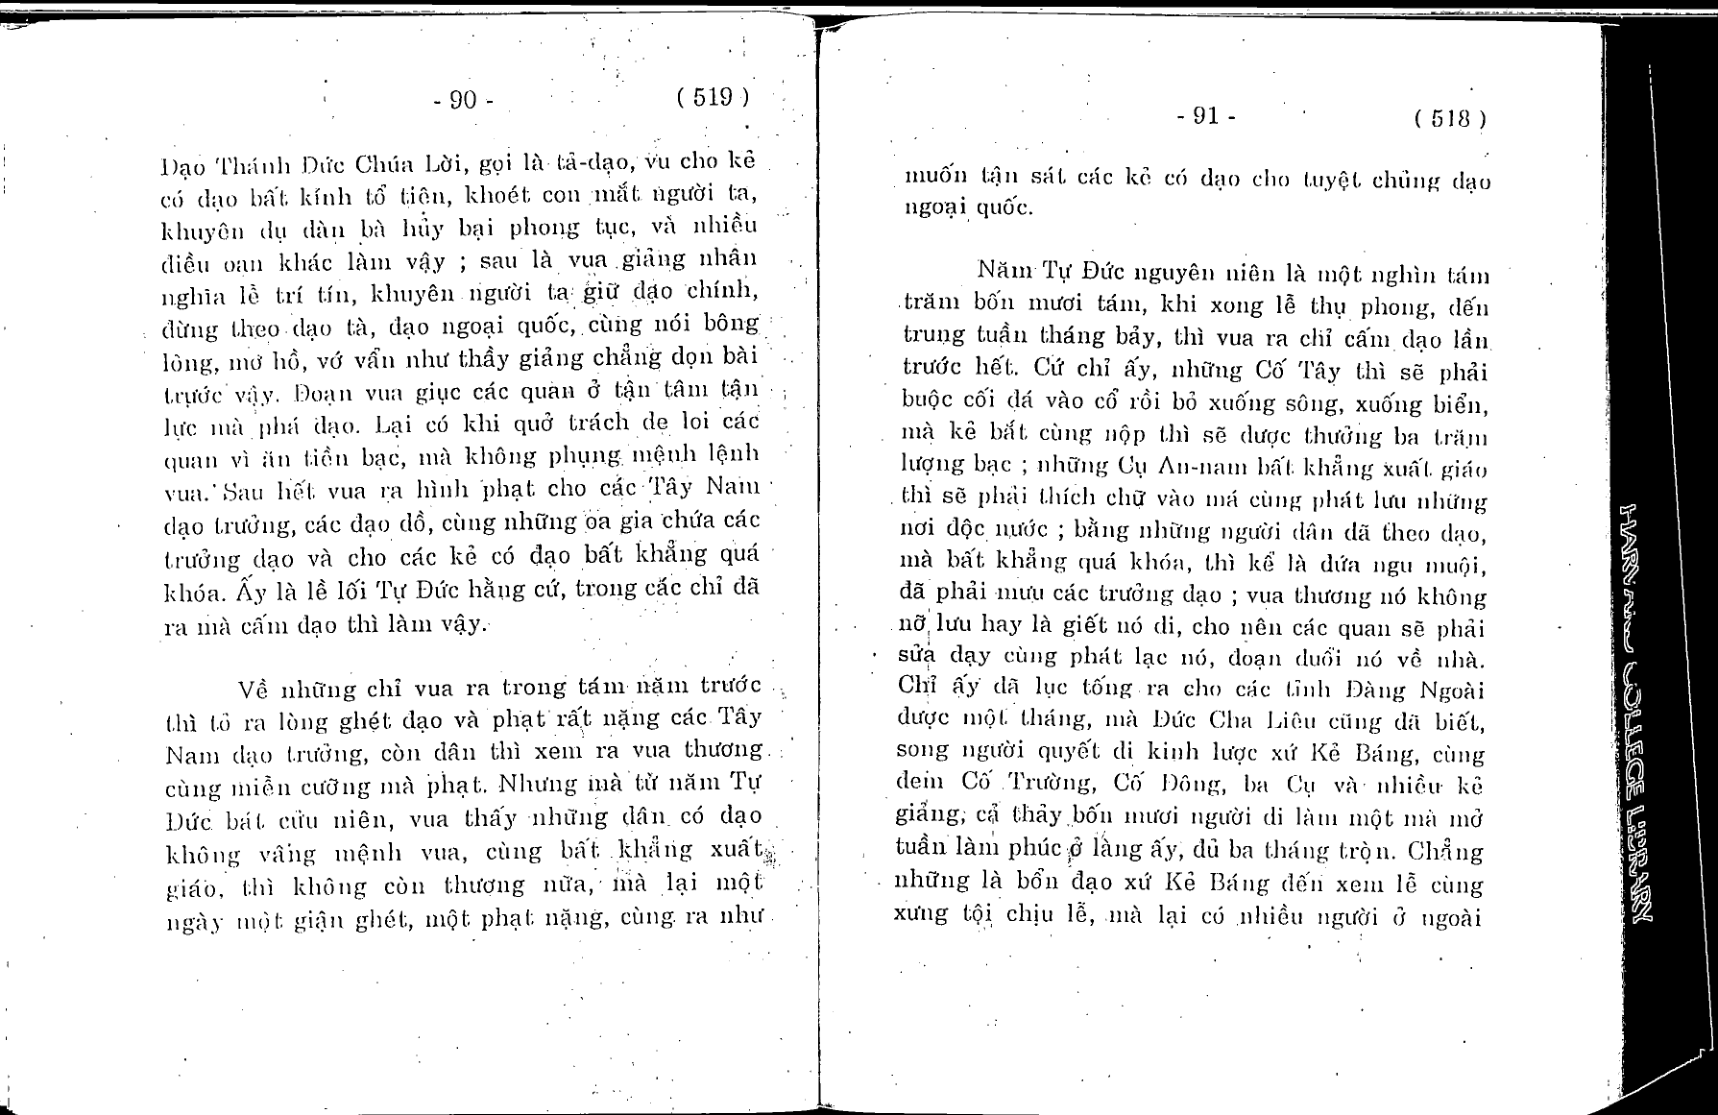 - 90 -
( 519 )
Đạo Thánh Đức Chúa Lời, gọi là tả-đạo, vu cho kẻ
có đạo bất kính tổ tiên, khoét con mắt người ta,
khuyên dụ đàn bà hủy bại phong tục, và nhiều
điều oan khác làm vậy ; sau là vua giảng nhân
nghĩa lễ trí tín, khuyên người ta giữ đạo chính,
đừng theo đạo tà, đạo ngoại quốc, cùng nói bông
lòng, mơ hồ, vớ vẩn như thầy giảng chẳng dọn bài
trước vậy. Đoạn vua giục các quan ở tận tâm tận
lực mà phá đạo. Lại có khi quở trách đe loi các
quan vì ăn tiền bạc, mà không phụng mệnh lệnh
vua. Sau hết vua ra hình phạt cho các Tây Nam
đạo trưởng, các đạo đồ, cùng những oa gia chứa các
trưởng đạo và cho các kẻ có đạo bất khẳng quá
khóa. Ấy là lề lối Tự Đức hằng cứ, trong các chỉ đã
ra mà cấm đạo thì làm vậy.
Về những chỉ vua ra trong tám năm trước
thì tỏ ra lòng ghét đạo và phạt rất nặng các Tây
Nam đạo trưởng, còn dân thì xem ra vua thương
cùng miễn cưỡng mà phạt. Nhưng mà từ năm Tự
Đức bát cửu niên, vua thấy những dân có đạo
không vâng mệnh vua, cùng bất khẳng xuất
giáo, thì không còn thương nữa, mà lại một
ngày một giận ghét, một phạt nặng, cùng ra như
- 91 -
( 518 )
muốn tận sát các kẻ có đạo cho tuyệt chủng đạo
ngoại quốc.
Năm Tự Đức nguyên niên là một nghìn tám
trăm bốn mươi tám, khi xong lễ thụ phong, đến
trung tuần tháng bảy, thì vua ra chỉ cấm đạo lần
trước hết. Cứ chỉ ấy, những Cố Tây thì sẽ phải
buộc cối đá vào cổ rồi bỏ xuống sông, xuống biển,
mà kẻ bắt cùng nộp thì sẽ được thưởng ba trăm
lượng bạc ; những Cụ An-nam bất khẳng xuất giáo
thì sẽ phải thích chữ vào má cùng phát lưu những
nơi độc nước ; bằng những người dân đã theo đạo,
mà bất khẳng quá khóa, thì kể là đứa ngu muội,
đã phải mưu các trưởng đạo ; vua thương nó không
nỡ lưu hay là giết nó đi, cho nên các quan sẽ phải
sửa dạy cùng phát lạc nó, đoạn đuổi nó về nhà.
Chỉ ấy đã lục tống ra cho các tỉnh Đàng Ngoài
được một tháng, mà Đức Cha Liêu cũng đã biết,
song người quyết đi kinh lược xứ Kẻ Báng, cùng
đem Cố Trường, Cố Đông, ba Cụ và nhiều kẻ
giảng, cả thảy bốn mươi người đi làm một mà mở
tuần làm phúc ở làng ấy, đủ ba tháng tròn. Chẳng
những là bổn đạo xứ Kẻ Báng đến xem lễ cùng
xưng tội chịu lễ, mà lại có nhiều người ở ngoài
HARVARD COLLEGE LIBRARY